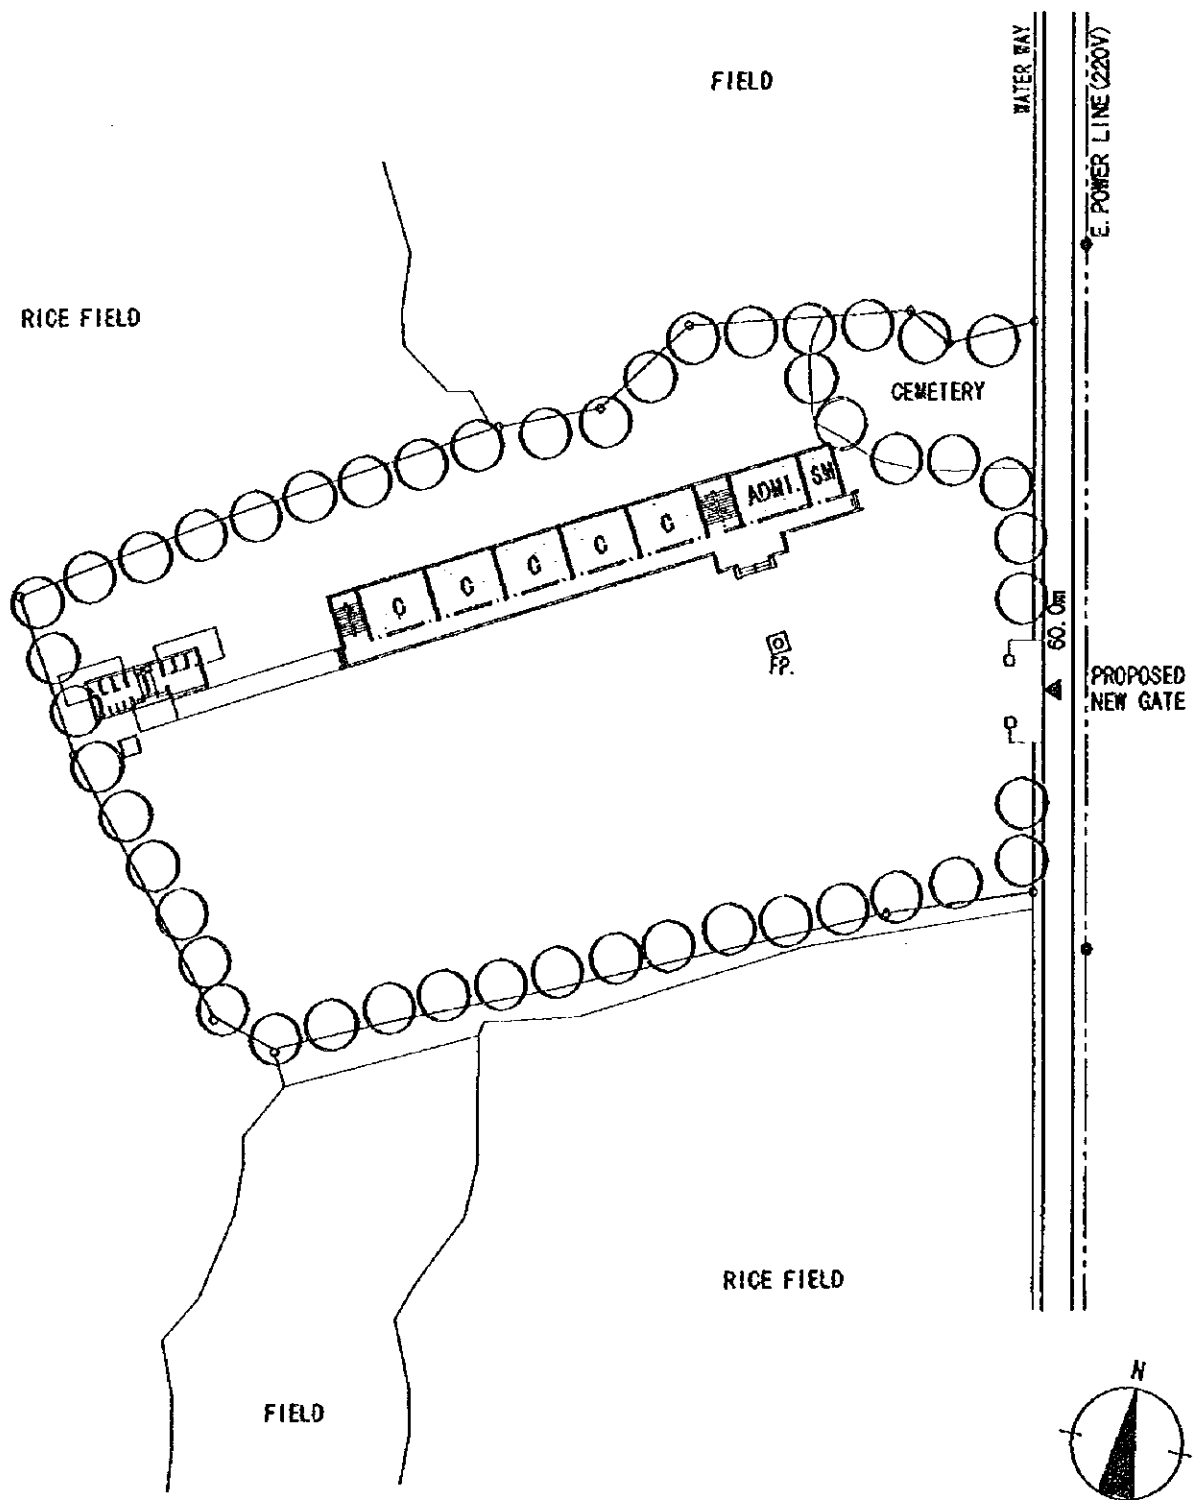 WATER WAY
E. POWER LINE (220V)
FIELD
RICE FIELD
CEMETERY
ADMI.
SM
C
C
C
C
C
60.0m
FP.
PROPOSED
NEW GATE
RICE FIELD
FIELD
N